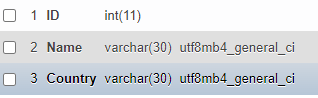 1 ID int(11)
2 Name varchar(30) utf8mb4_general_ci
3 Country varchar(30) utf8mb4_general_ci